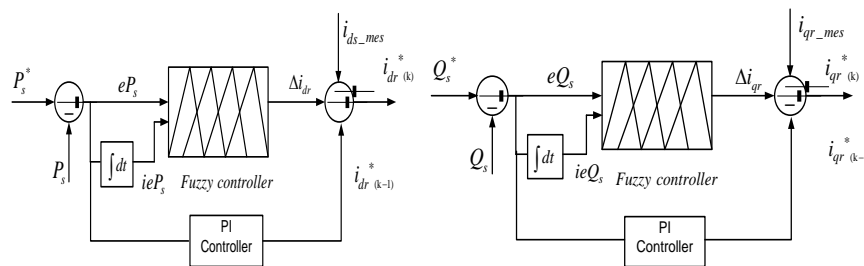 i_ds_mes
P_s^*
eP_s
Δi_dr
i_dr^*(k)
P_s
∫dt
ieP_s
Fuzzy controller
i_dr^*(k-1)
PI
Controller
i_qr_mes
Q_s^*
eQ_s
Δi_qr
i_qr^*(k)
Q_s
∫dt
ieQ_s
Fuzzy controller
i_qr^*(k-
PI
Controller